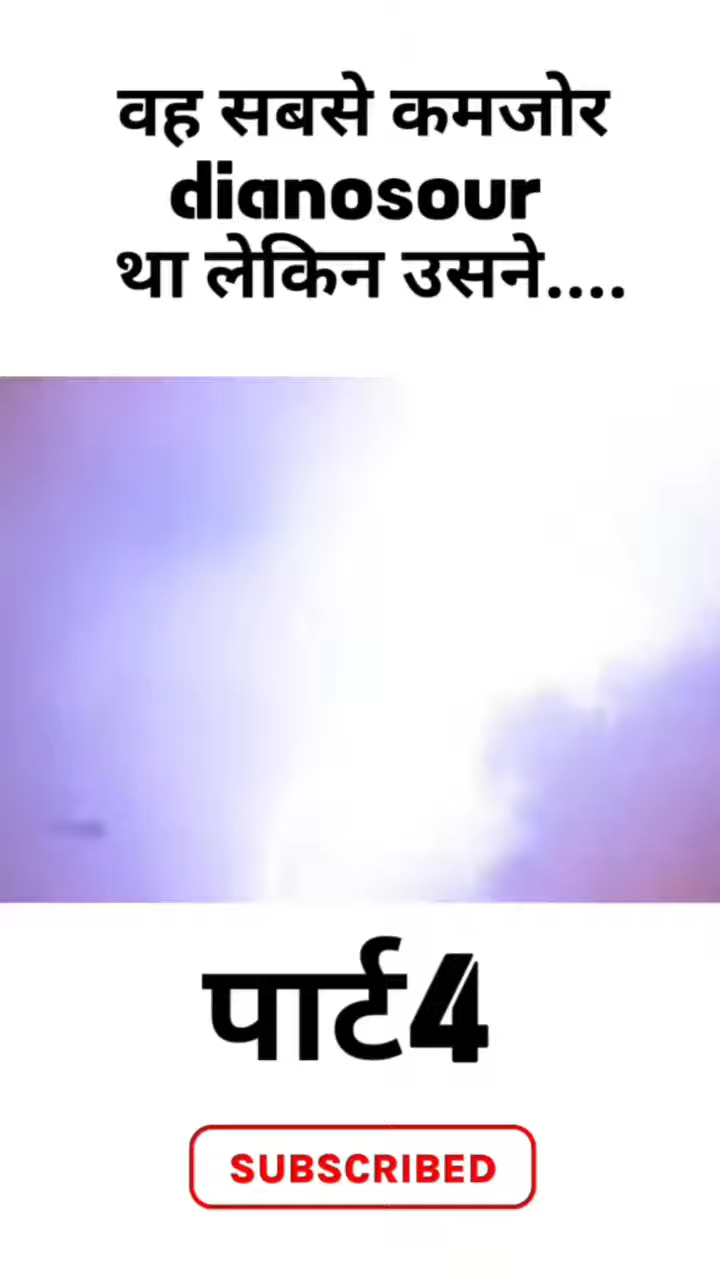 वह सबसे कमजोर
dianosour
था लेकिन उसने....
पार्ट4
SUBSCRIBED